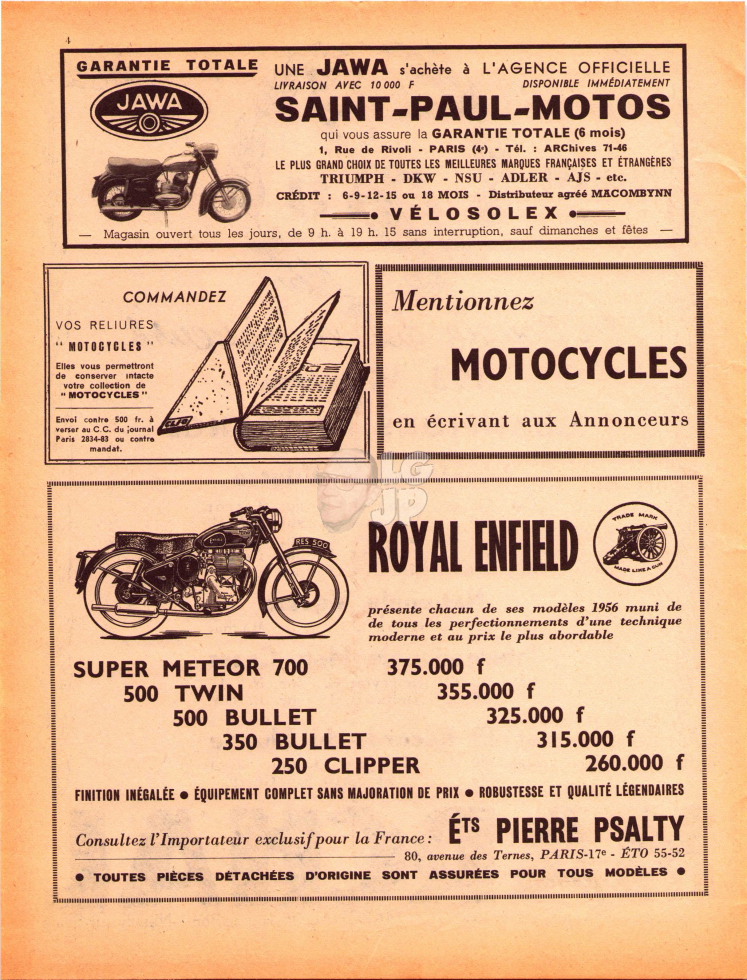 4
GARANTIE TOTALE
JAWA
UNE JAWA s'achète à L'AGENCE OFFICIELLE
LIVRAISON AVEC 10 000 F DISPONIBLE IMMÉDIATEMENT
SAINT-PAUL-MOTOS
qui vous assure la GARANTIE TOTALE (6 mois)
1, Rue de Rivoli - PARIS (4e) - Tél. : ARChives 71-46
LE PLUS GRAND CHOIX DE TOUTES LES MEILLEURES MARQUES FRANÇAISES ET ÉTRANGÈRES
TRIUMPH - DKW - NSU - ADLER - AJS - etc.
CRÉDIT : 6-9-12-15 ou 18 MOIS - Distributeur agréé MACOMBYNN
VÉLOSOLEX
— Magasin ouvert tous les jours, de 9 h. à 19 h. 15 sans interruption, sauf dimanches et fêtes —
COMMANDEZ
VOS RELIURES
" MOTOCYCLES "
Elles vous permettront
de conserver intacte
votre collection de
" MOTOCYCLES "
Envoi contre 500 fr. à
verser au C.C. du journal
Paris 2834-83 ou contre
mandat.
Mentionnez
MOTOCYCLES
en écrivant aux Annonceurs
LG
JP
RES 500
ROYAL ENFIELD
TRADE MARK
MADE LIKE A GUN
présente chacun de ses modèles 1956 muni de
de tous les perfectionnements d'une technique
moderne et au prix le plus abordable
SUPER METEOR 700 375.000 f
500 TWIN 355.000 f
500 BULLET 325.000 f
350 BULLET 315.000 f
250 CLIPPER 260.000 f
FINITION INÉGALÉE ● ÉQUIPEMENT COMPLET SANS MAJORATION DE PRIX ● ROBUSTESSE ET QUALITÉ LÉGENDAIRES
Consultez l'Importateur exclusif pour la France : ÉTS PIERRE PSALTY
80, avenue des Ternes, PARIS-17e - ÉTO 55-52
● TOUTES PIÈCES DÉTACHÉES D'ORIGINE SONT ASSURÉES POUR TOUS MODÈLES ●